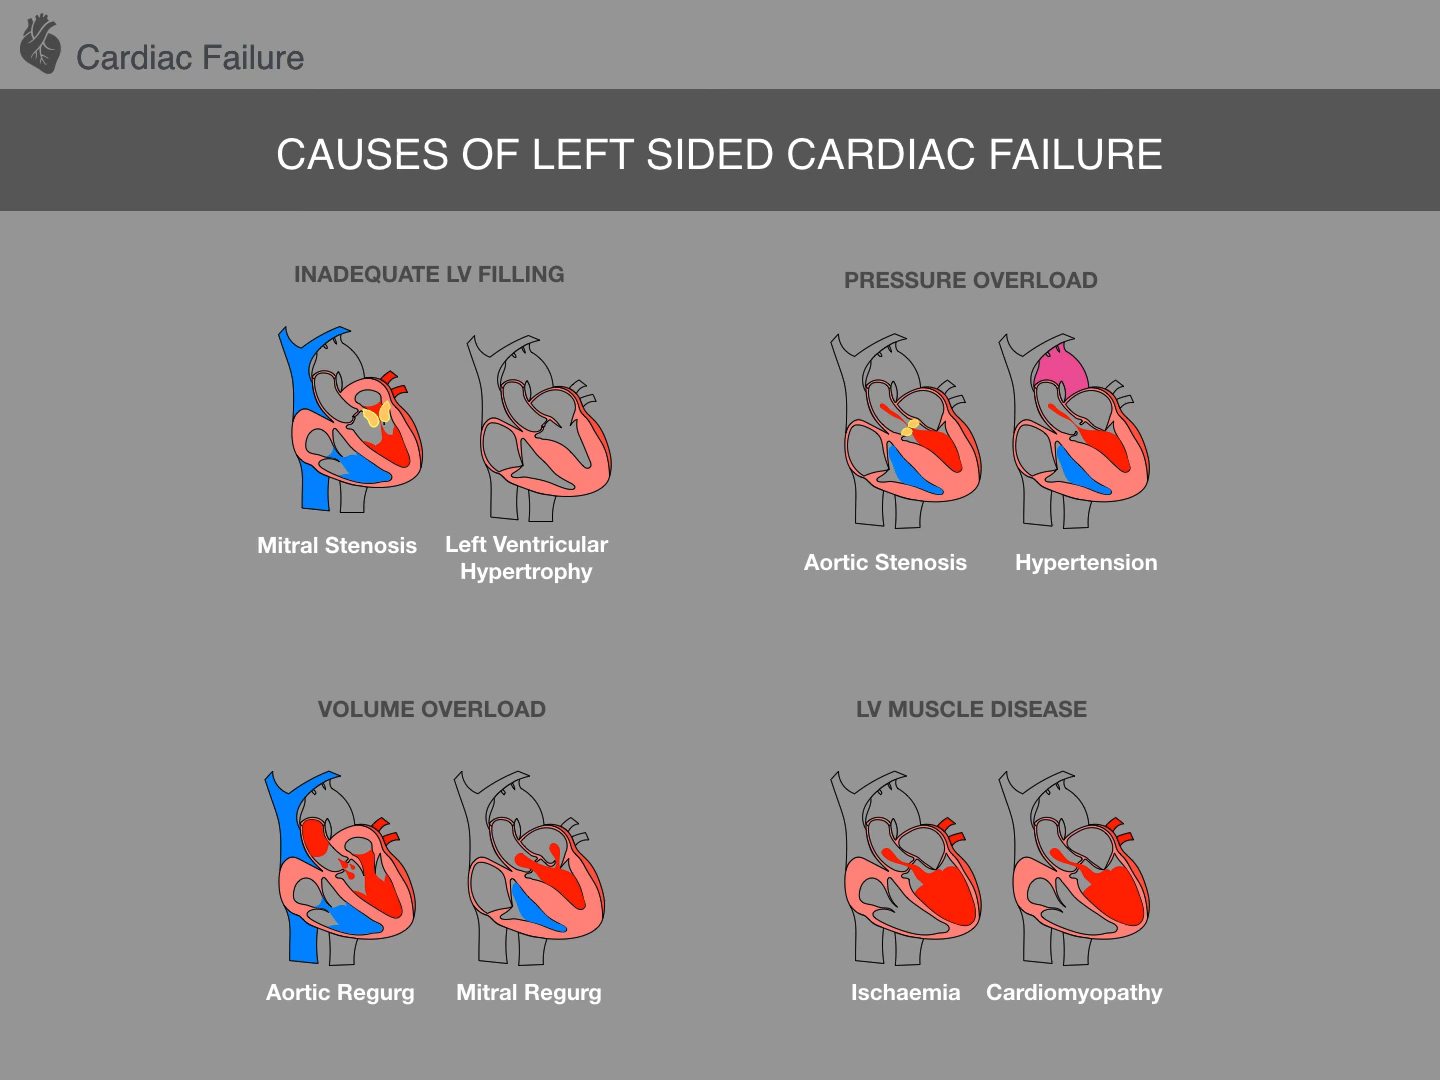 Cardiac Failure
CAUSES OF LEFT SIDED CARDIAC FAILURE
INADEQUATE LV FILLING
PRESSURE OVERLOAD
Mitral Stenosis
Left Ventricular
Hypertrophy
Aortic Stenosis
Hypertension
VOLUME OVERLOAD
LV MUSCLE DISEASE
Aortic Regurg
Mitral Regurg
Ischaemia
Cardiomyopathy